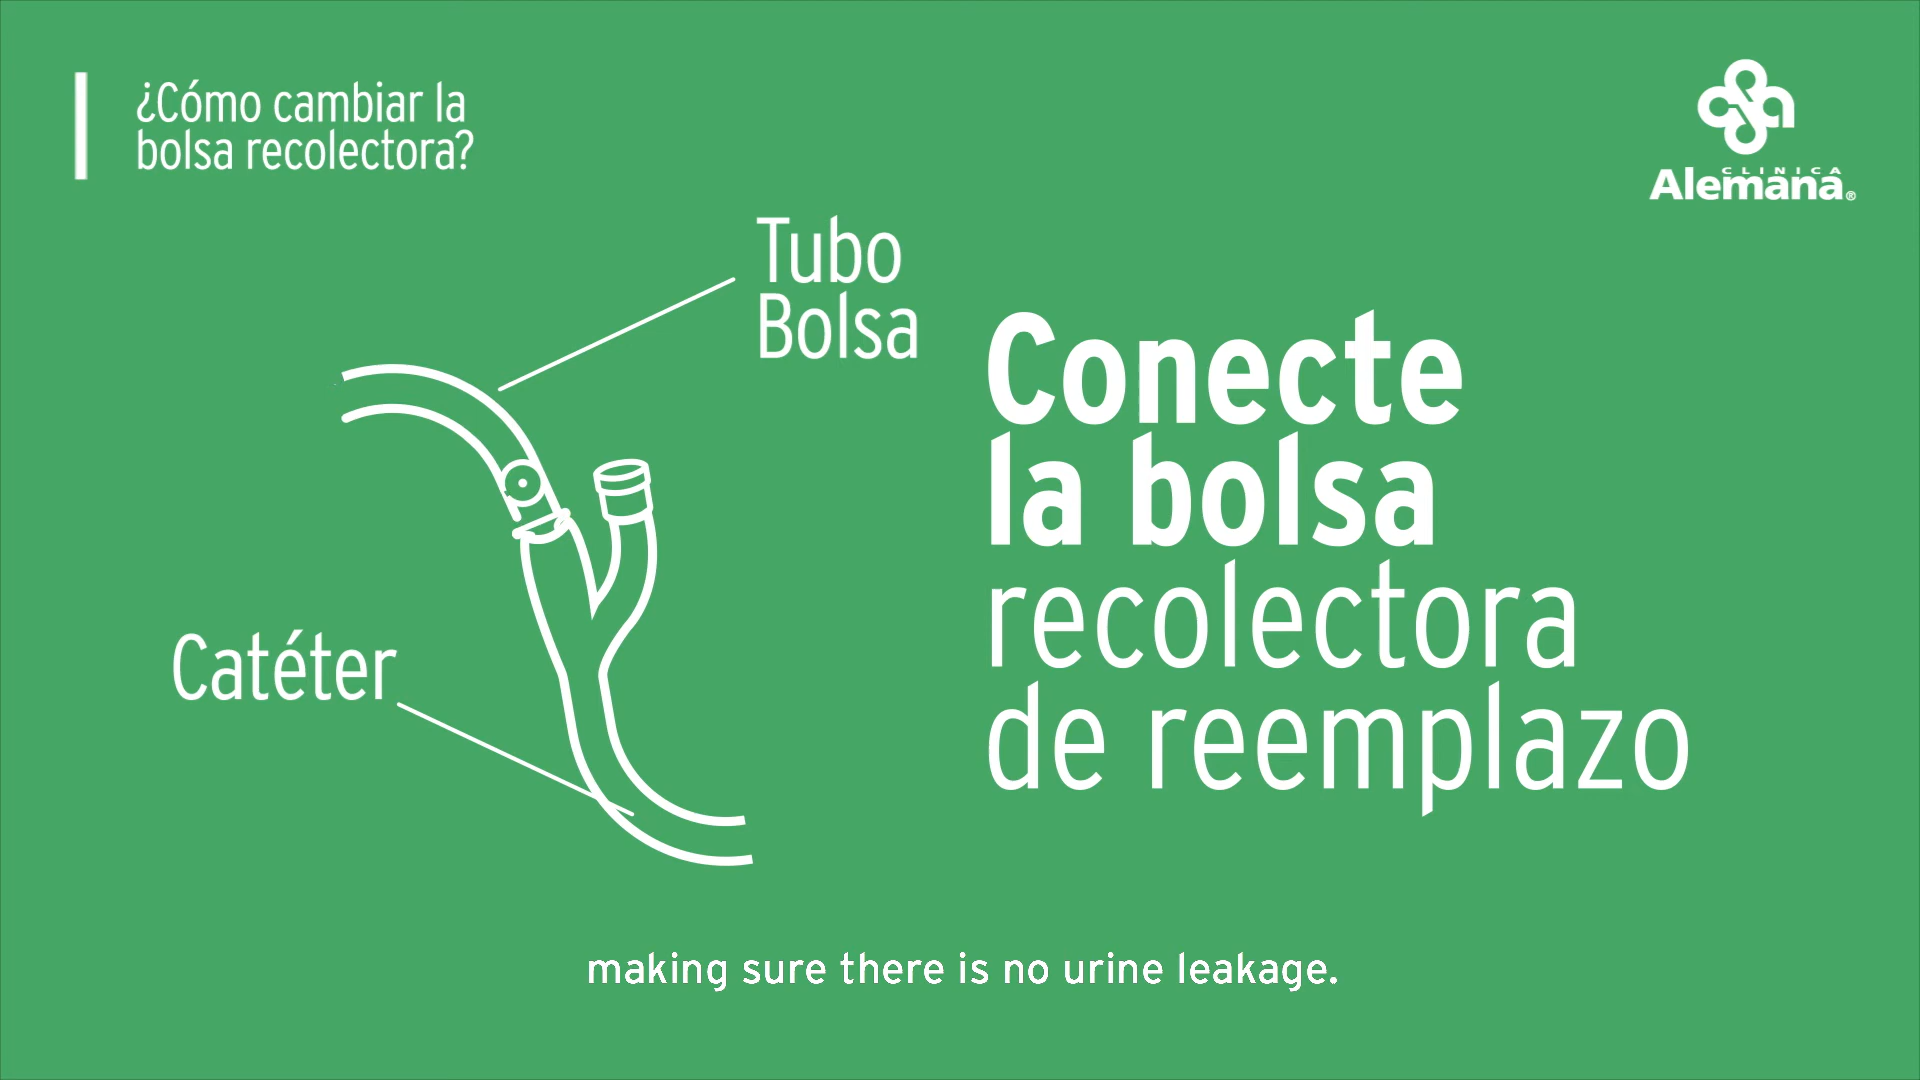 ¿Cómo cambiar la
bolsa recolectora?
CLINICA
Alemana®
Tubo
Bolsa
Conecte
la bolsa
recolectora
de reemplazo
Catéter
making sure there is no urine leakage.